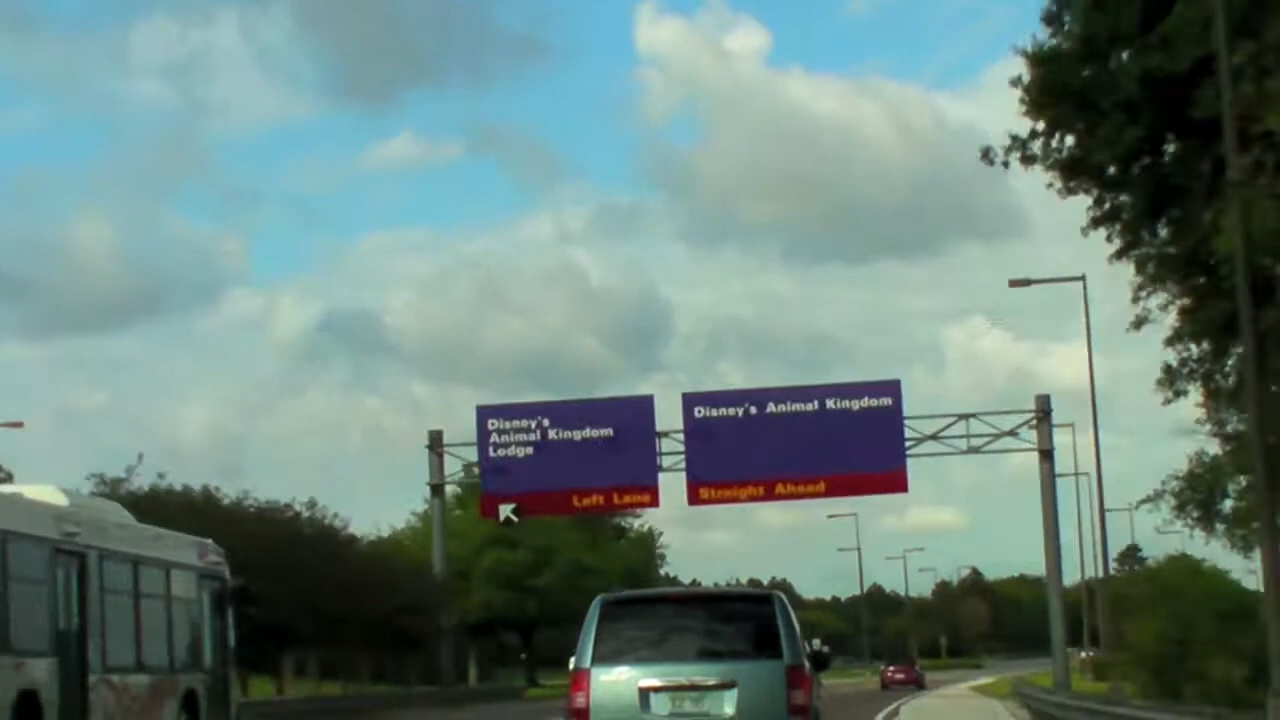 Disney's
Animal Kingdom
Lodge
Left Lane
Disney's Animal Kingdom
Straight Ahead